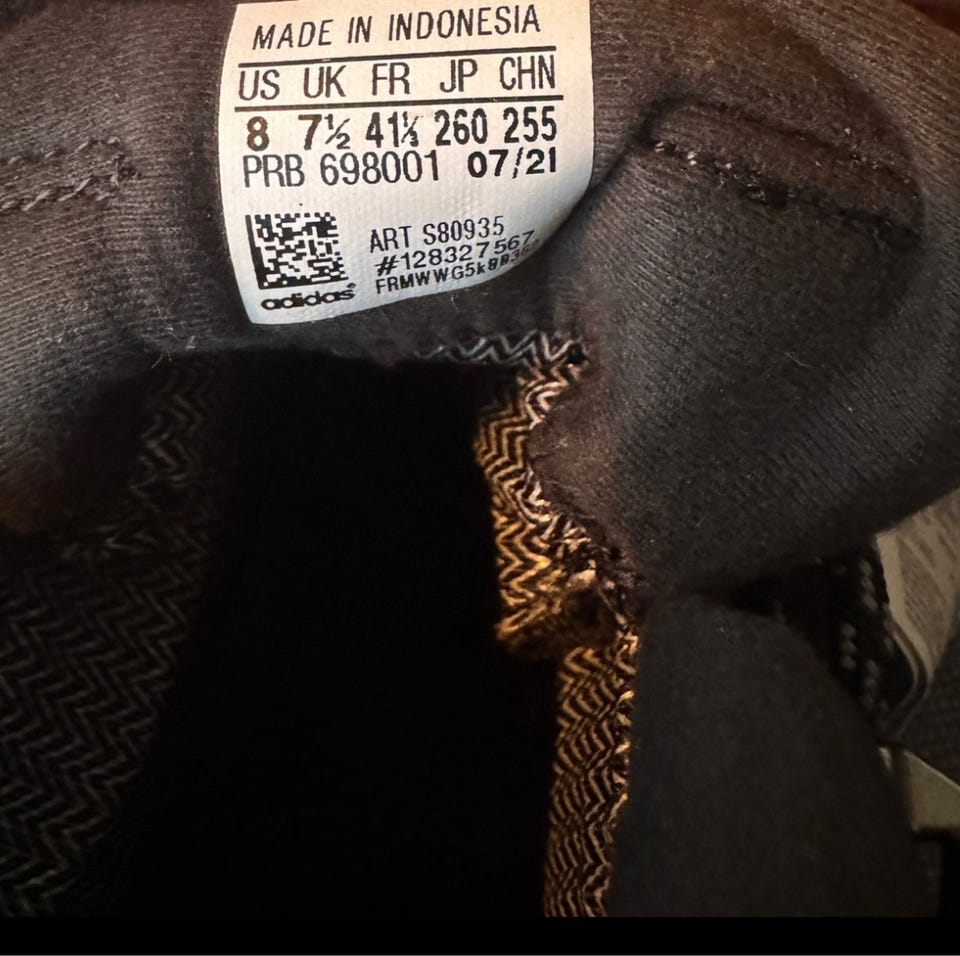 MADE IN INDONESIA
US UK FR JP CHN
8 7½ 41⅓ 260 255
PRB 698001 07/21
ART S80935
#128327567
adidas